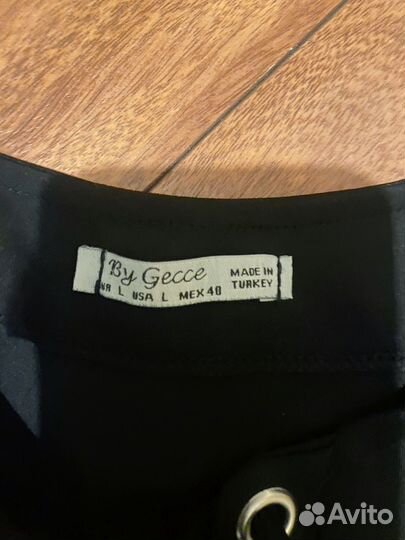 By Gecce
MADE IN
TURKEY
L USA L MEX 40
Avito